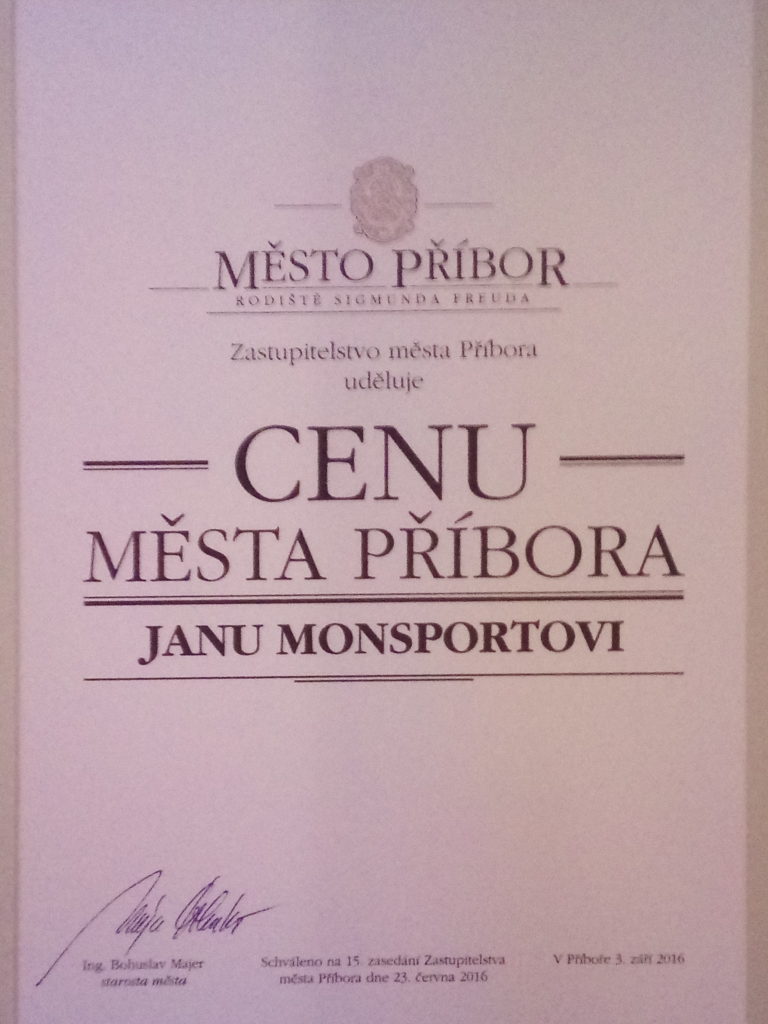 MĚSTO PŘÍBOR
RODIŠTĚ SIGMUNDA FREUDA
Zastupitelstvo města Příbora
uděluje
CENU
MĚSTA PŘÍBORA
JANU MONSPORTOVI
Ing. Bohuslav Majer
starosta města
Schváleno na 15. zasedání Zastupitelstva
města Příbora dne 23. června 2016
V Příboře 3. září 2016